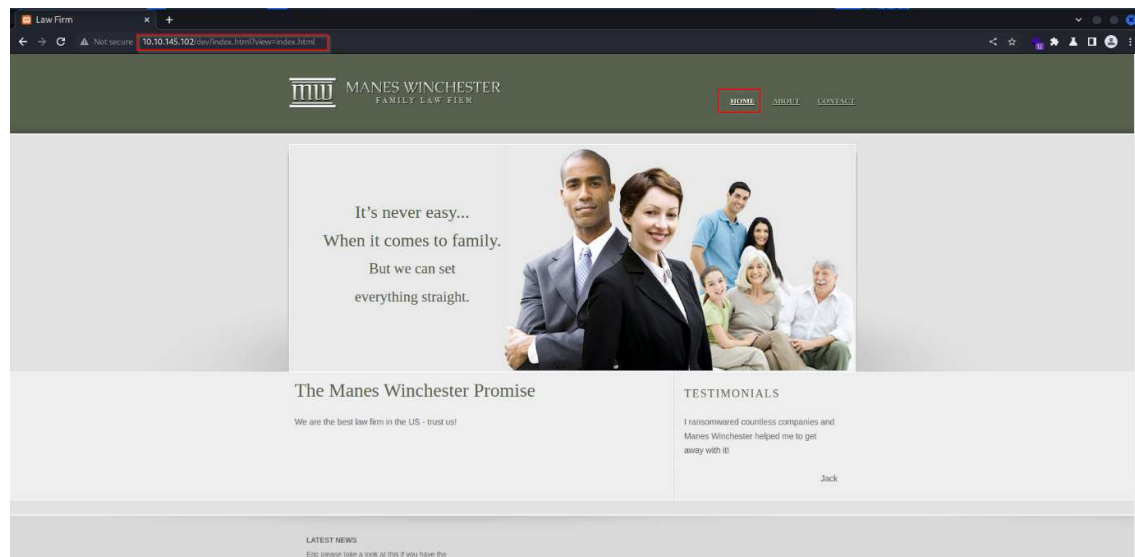 Law Firm
Not secure
10.10.145.102/dev/index.html?view=index.html
MW
MANES WINCHESTER
FAMILY LAW FIRM
HOME
ABOUT
CONTACT
It's never easy...
When it comes to family.
But we can set
everything straight.
The Manes Winchester Promise
We are the best law firm in the US - trust us!
TESTIMONIALS
I ransomwared countless companies and
Manes Winchester helped me to get
away with it!
Jack
LATEST NEWS
Eric please take a look at this if you have the